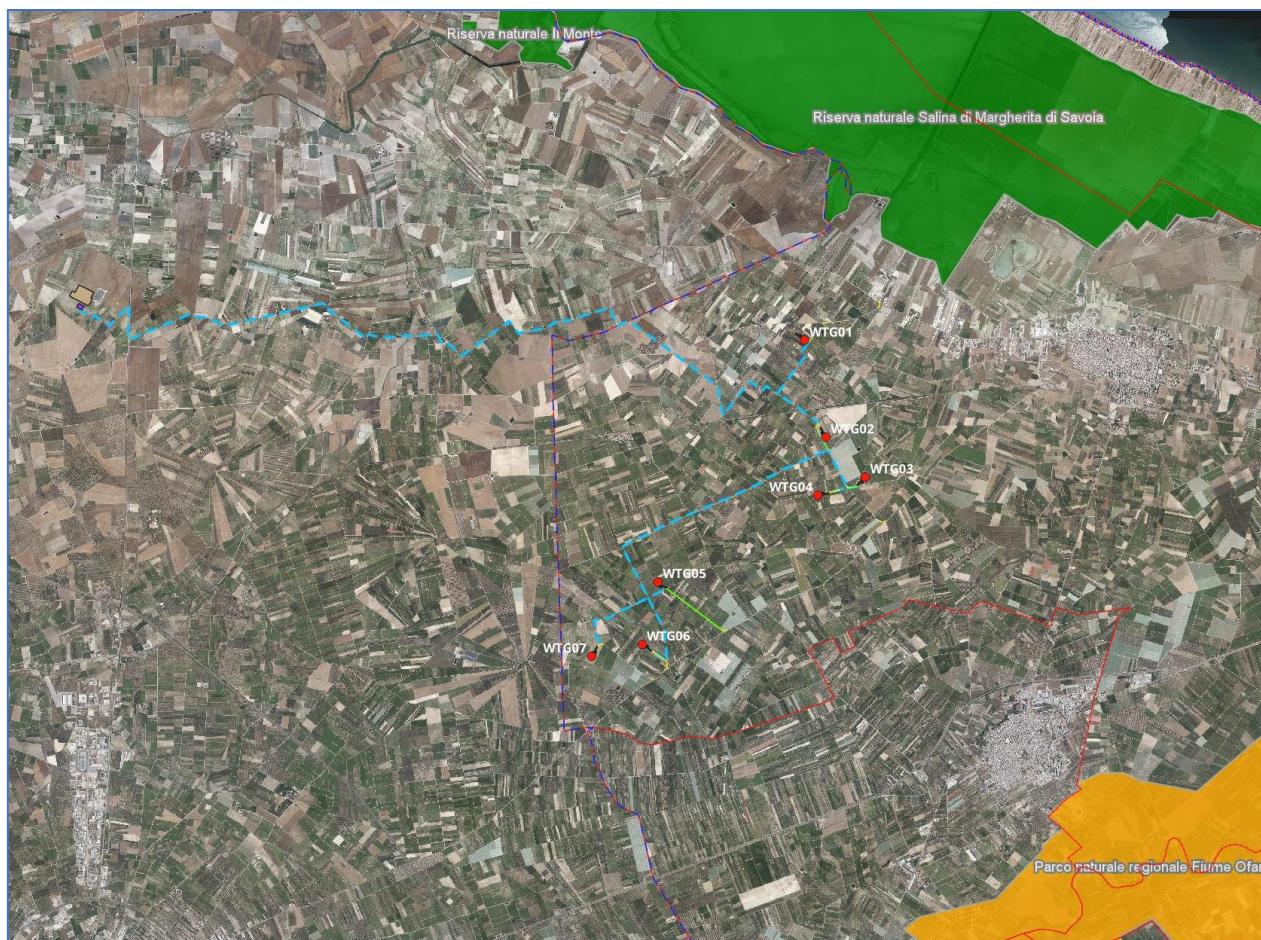 Riserva naturale Il Monte
Riserva naturale Salina di Margherita di Savoia
WTG01
WTG02
WTG03
WTG04
WTG05
WTG06
WTG07
Parco naturale regionale Fiume Ofan